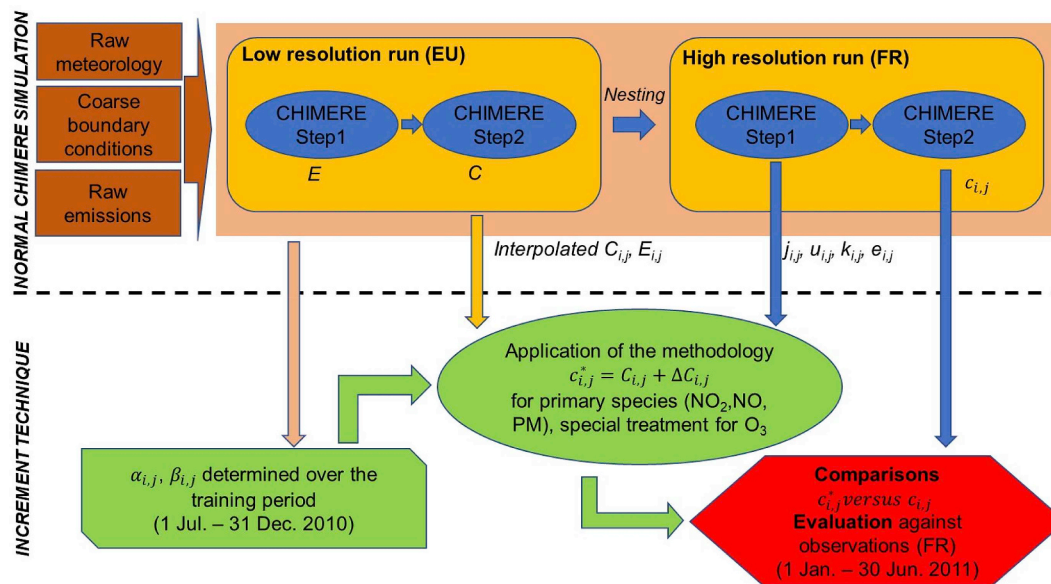 NORMAL CHIMERE SIMULATION
Raw
meteorology
Coarse
boundary
conditions
Raw
emissions
Low resolution run (EU)
CHIMERE
Step1
CHIMERE
Step2
E
C
Nesting
High resolution run (FR)
CHIMERE
Step1
CHIMERE
Step2
c_{i,j}
Interpolated C_{i,j}, E_{i,j}
j_{i,j}, u_{i,j}, k_{i,j}, e_{i,j}
INCREMENT TECHNIQUE
Application of the methodology
c^*_{i,j} = C_{i,j} + ΔC_{i,j}
for primary species (NO₂,NO,
PM), special treatment for O₃
α_{i,j}, β_{i,j} determined over the
training period
(1 Jul. – 31 Dec. 2010)
Comparisons
c^*_{i,j} versus c_{i,j}
Evaluation against
observations (FR)
(1 Jan. – 30 Jun. 2011)